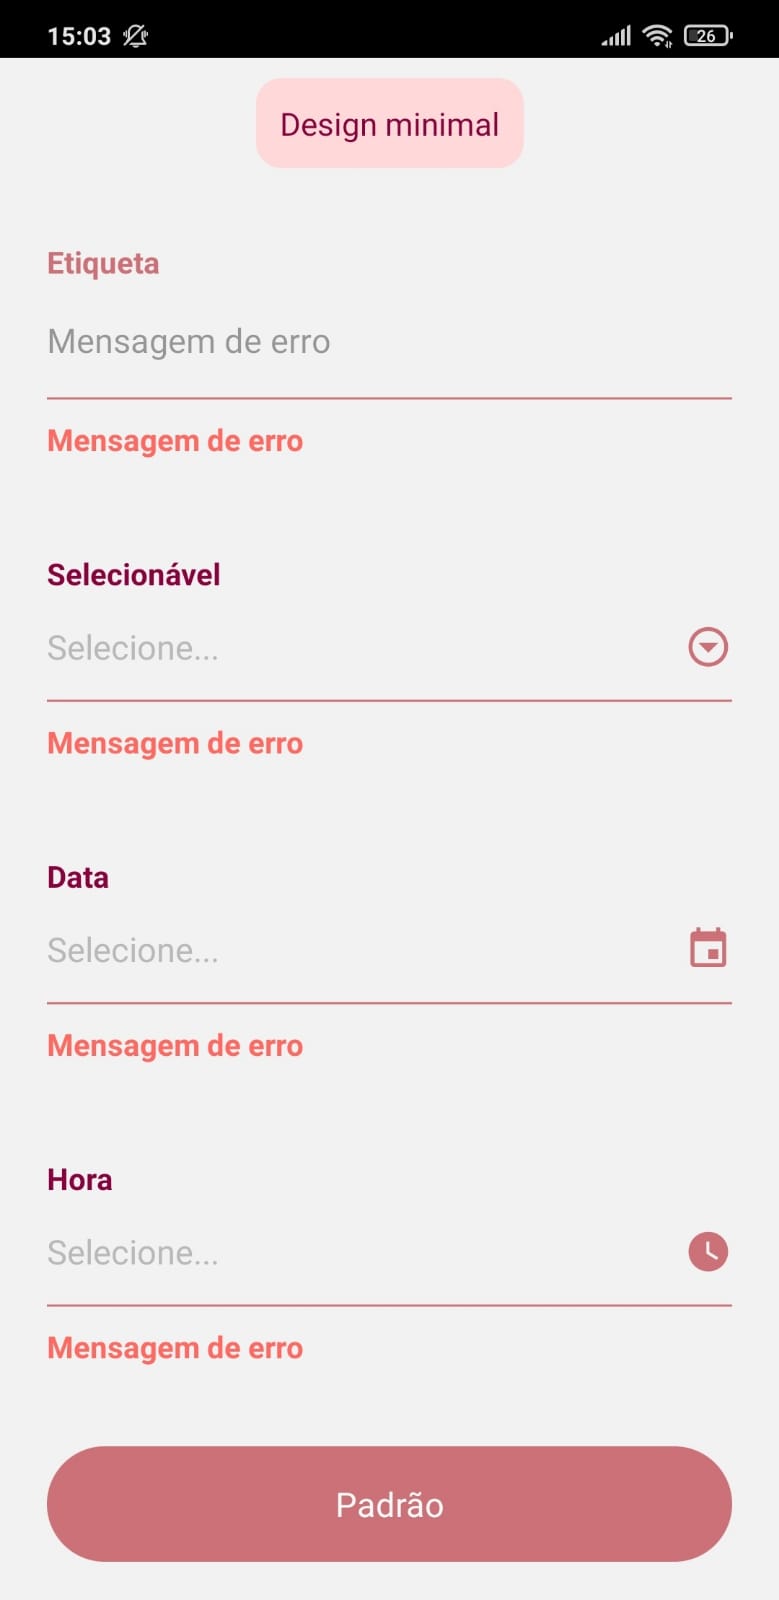 15:03
26
Design minimal
Etiqueta
Mensagem de erro
Mensagem de erro
Selecionável
Selecione...
Mensagem de erro
Data
Selecione...
Mensagem de erro
Hora
Selecione...
Mensagem de erro
Padrão